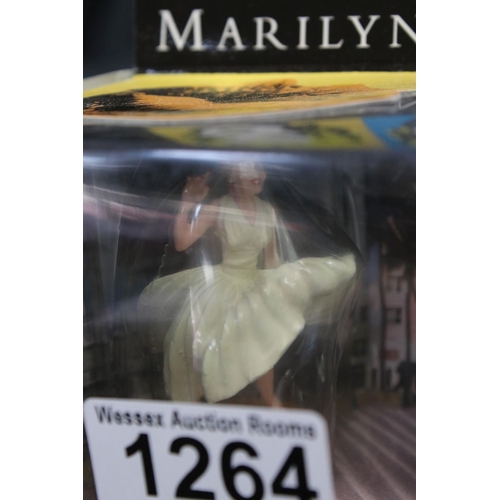 MARILYN
Wessex Auction Rooms
1264